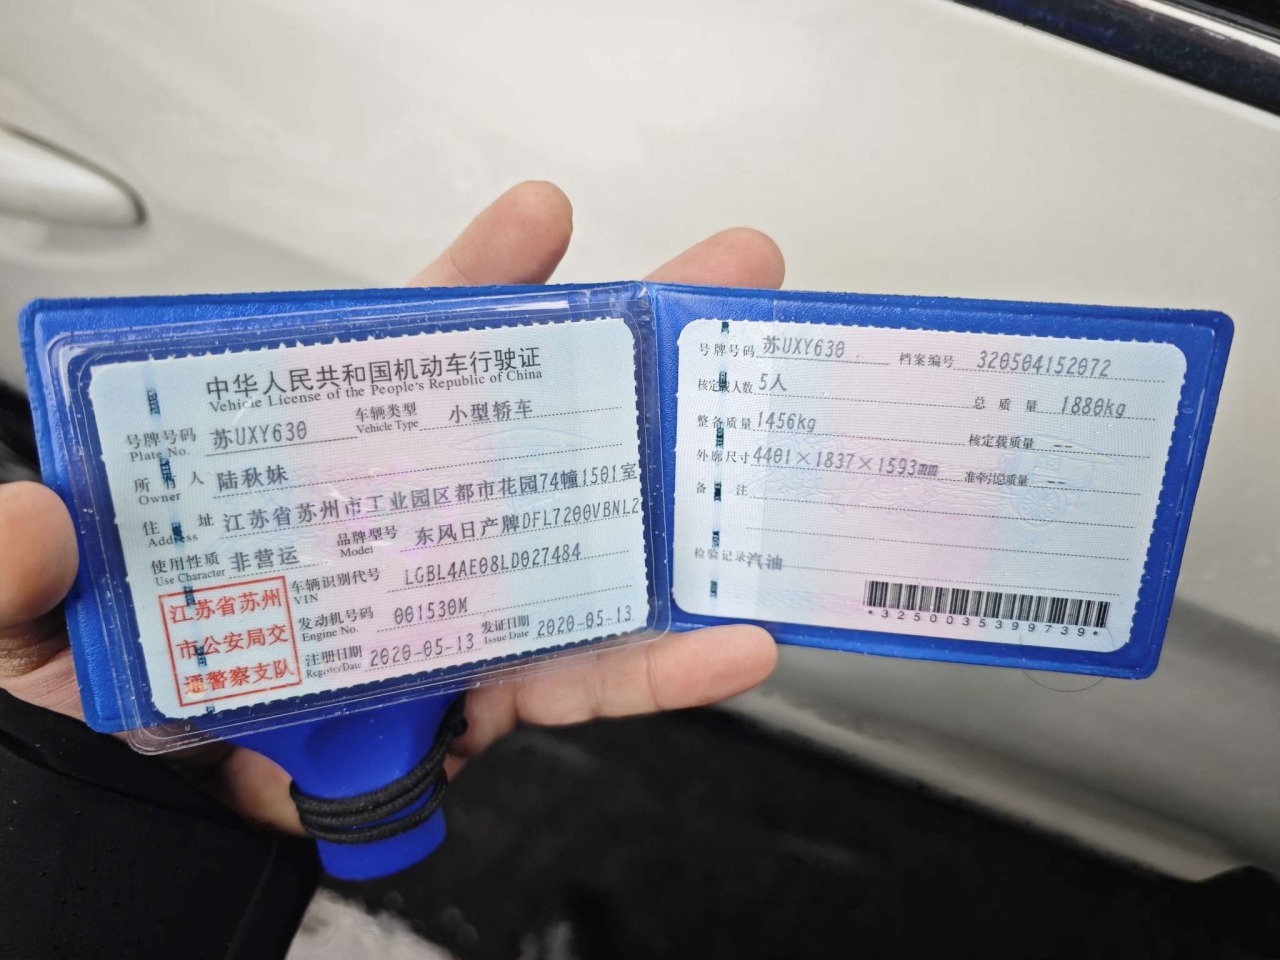 中华人民共和国机动车行驶证
Vehicle License of the People's Republic of China
号牌号码 苏UXY630 车辆类型 小型轿车
Plate No. Vehicle Type
所有人 陆秋妹
Owner
住址 江苏省苏州市工业园区都市花园74幢1501室
Address
使用性质 非营运 品牌型号 东风日产牌DFL7200VBNL2
Use Character Model
车辆识别代号 LGBL4AE08LD027484
VIN
发动机号码 001530M
Engine No.
注册日期 2020-05-13 发证日期 2020-05-13
Register Date Issue Date
江苏省苏州
市公安局交
通警察支队
号牌号码 苏UXY630 档案编号 320504152072
核定载人数 5人 总质量 1880kg
整备质量 1456kg 核定载质量 --
外廓尺寸 4401×1837×1593㎜ 准牵引总质量 --
备注
检验记录 汽油
*3250035399739*